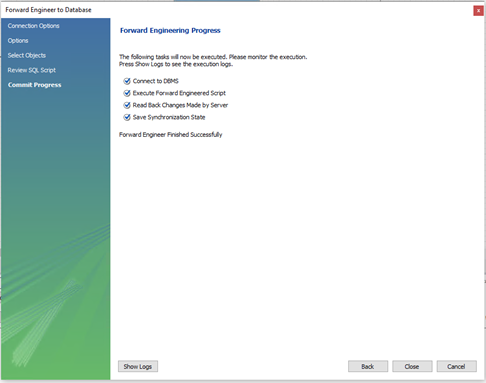 Forward Engineer to Database
x
Connection Options
Options
Select Objects
Review SQL Script
Commit Progress
Forward Engineering Progress
The following tasks will now be executed. Please monitor the execution.
Press Show Logs to see the execution logs.
Connect to DBMS
Execute Forward Engineered Script
Read Back Changes Made by Server
Save Synchronization State
Forward Engineer Finished Successfully
Show Logs
Back
Close
Cancel